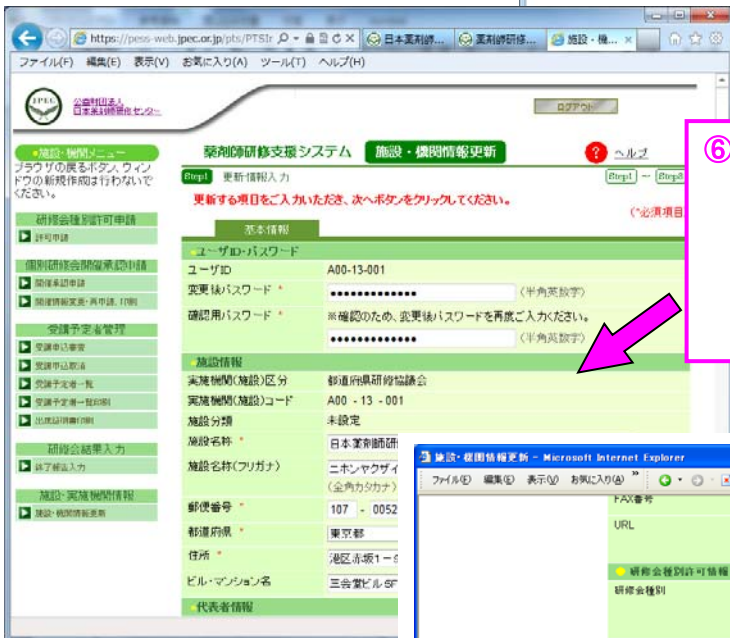 https://pess-web.jpec.or.jp/pts/PTSIr
日本薬剤師...
薬剤師研修...
施設・機...
ファイル(F) 編集(E) 表示(V) お気に入り(A) ツール(T) ヘルプ(H)
JPEC
公益財団法人
日本薬剤師研修センター
ログアウト
施設・機関メニュー
ブラウザの戻るボタン、ウィン
ドウの新規作成は行わないで
ください。
研修会種別許可申請
許可申請
個別研修会開催承認申請
開催承認申請
開催情報変更・再申請、印刷
受講予定者管理
受講申込審査
受講申込取消
受講予定者一覧
受講予定者一覧印刷
出席証明書印刷
研修会結果入力
終了報告入力
施設・実施機関情報
施設・機関情報更新
薬剤師研修支援システム 施設・機関情報更新
? ヘルプ
Step1 更新情報入力
Step1 ～ Step3
更新する項目をご入力いただき、次へボタンをクリックしてください。
(*必須項目
基本情報
ユーザID・パスワード
ユーザID A00-13-001
変更後パスワード * (半角英数字)
確認用パスワード * ※確認のため、変更後パスワードを再度ご入力ください。
(半角英数字)
施設情報
実施機関(施設)区分 都道府県研修協議会
実施機関(施設)コード A00 - 13 - 001
施設分類 未設定
施設名称 * 日本薬剤師研
施設名称(フリガナ) ニホンヤクザイ
(全角カタカナ)
郵便番号 * 107 - 0052
都道府県 * 東京都
住所 * 港区赤坂1-9
ビル・マンション名 三会堂ビル5F
代表者情報
⑥
施設・機関情報更新 - Microsoft Internet Explorer
ファイル(F) 編集(E) 表示(V) お気に入り(A)
FAX番号
URL
研修会種別許可情報
研修会種別